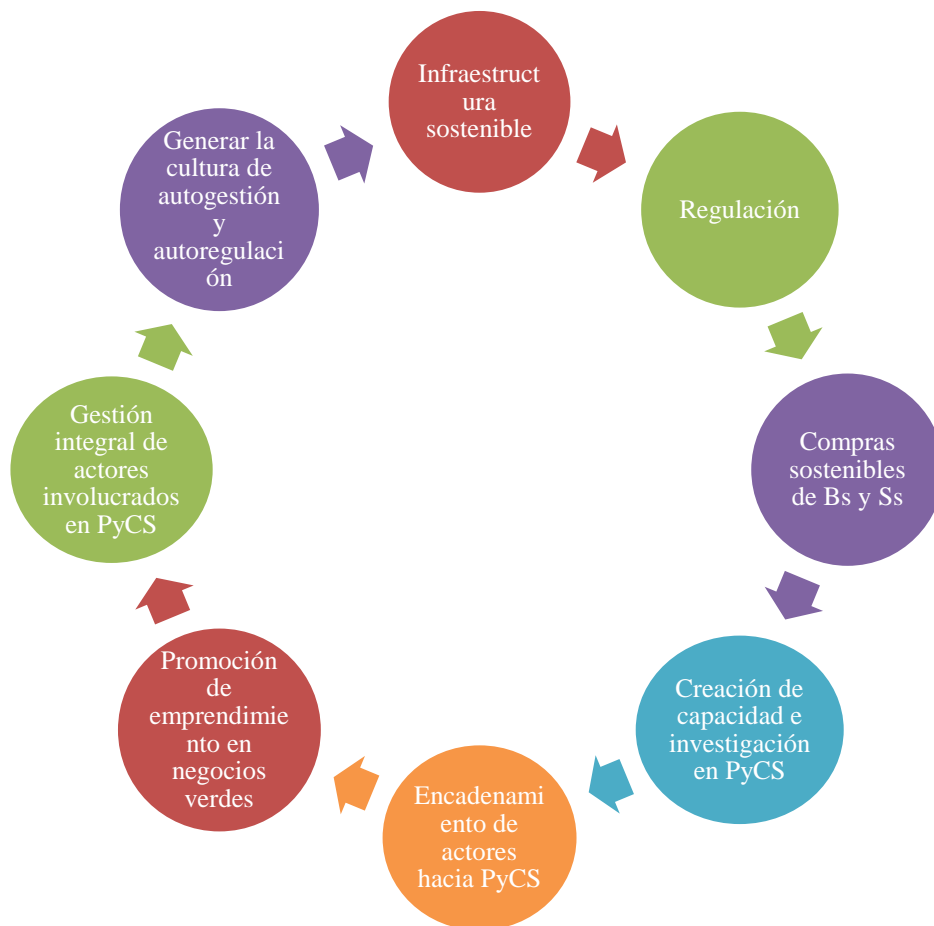 Infraestruct
ura
sostenible
Regulación
Compras
sostenibles
de Bs y Ss
Creación de
capacidad e
investigación
en PyCS
Encadenami
ento de
actores
hacia PyCS
Promoción
de
emprendimie
nto en
negocios
verdes
Gestión
integral de
actores
involucrados
en PyCS
Generar la
cultura de
autogestión
y
autoregulaci
ón